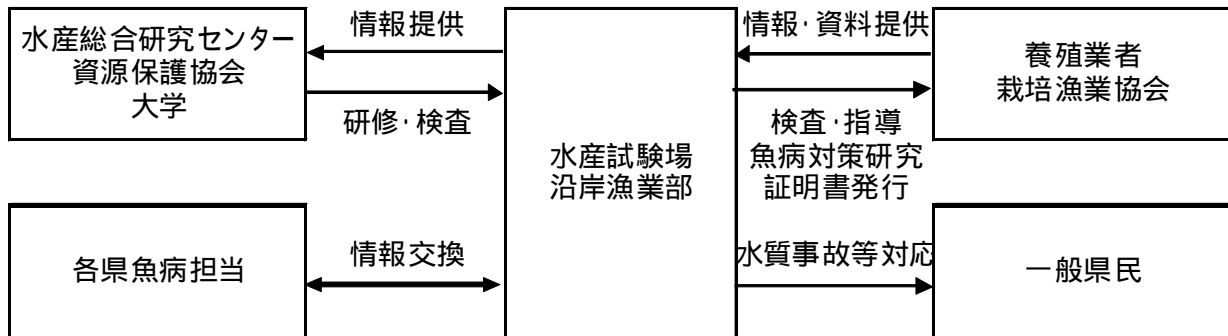 水産総合研究センター
資源保護協会
大学
情報提供
研修・検査
水産試験場
沿岸漁業部
情報・資料提供
検査・指導
魚病対策研究
証明書発行
養殖業者
栽培漁業協会
各県魚病担当
情報交換
水質事故等対応
一般県民